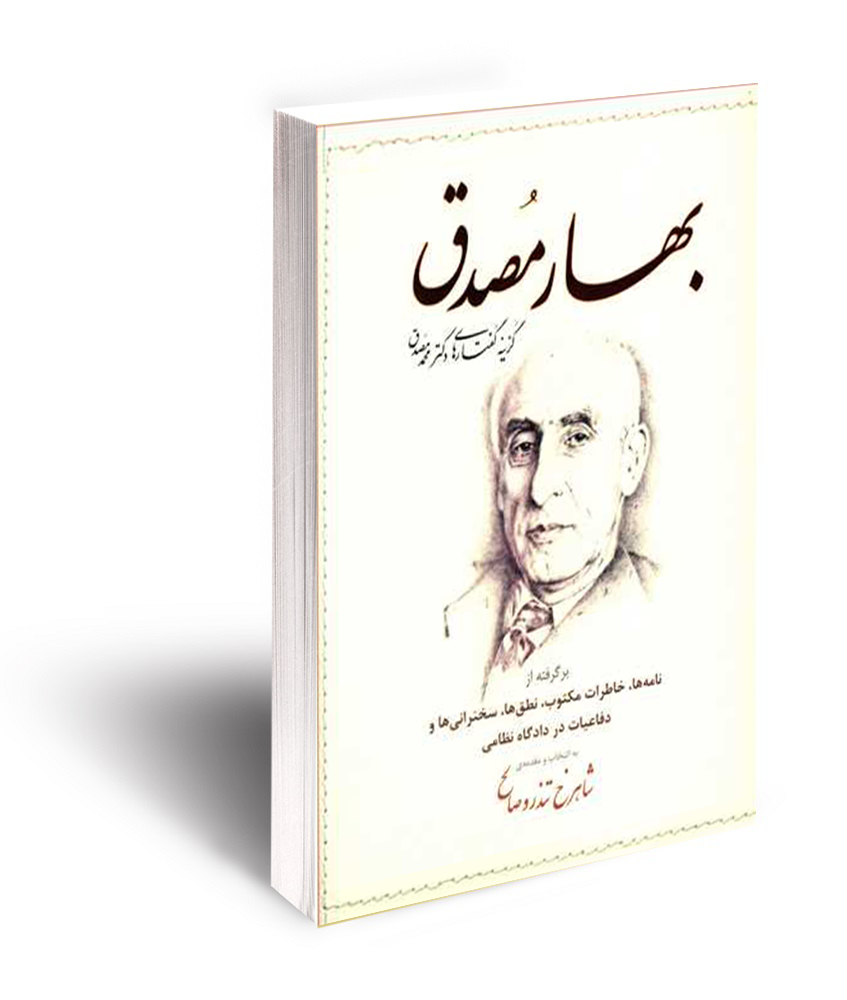 بهار مُصدق
گزینه گفتارهای دکتر محمد مصدق
برگرفته از
نامه‌ها، خاطرات مکتوب، نطق‌ها، سخنرانی‌ها و
دفاعیات در دادگاه نظامی
به انتخاب و مقدمه‌ی
شاهرخ تندرو صالح